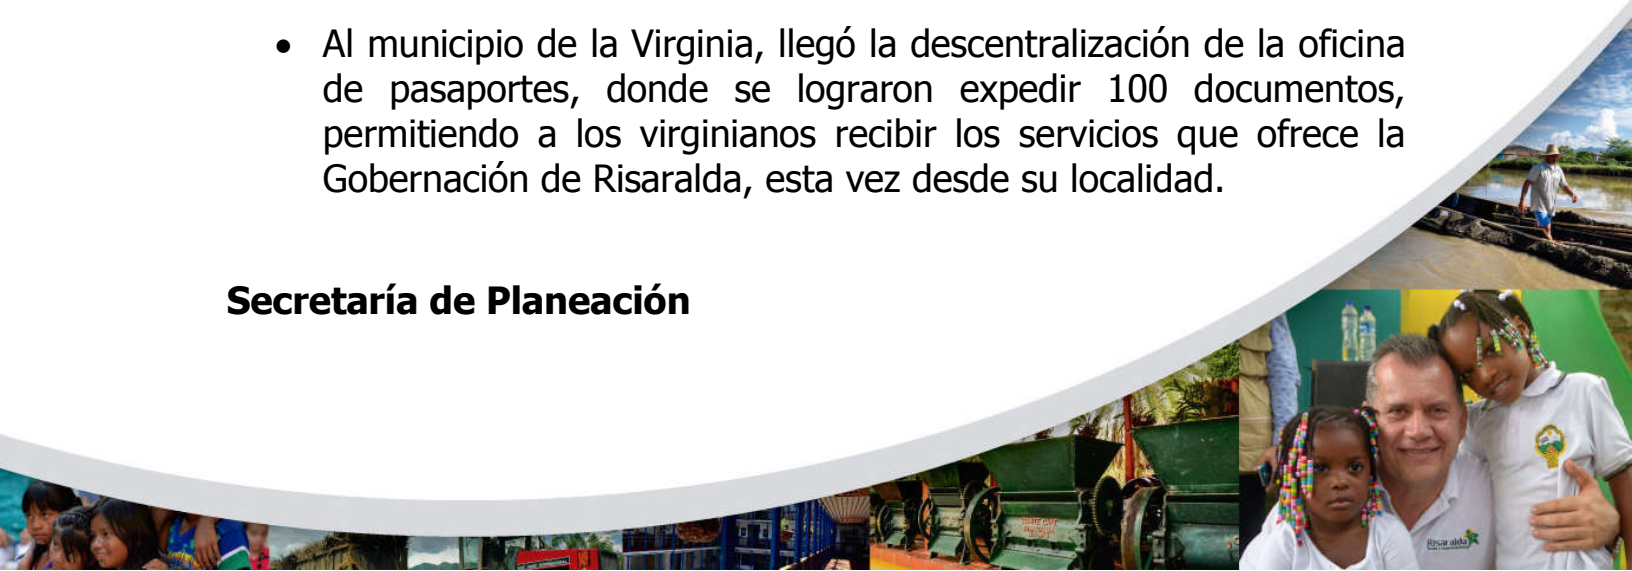 • Al municipio de la Virginia, llegó la descentralización de la oficina
de pasaportes, donde se lograron expedir 100 documentos,
permitiendo a los virginianos recibir los servicios que ofrece la
Gobernación de Risaralda, esta vez desde su localidad.
Secretaría de Planeación
Risaralda